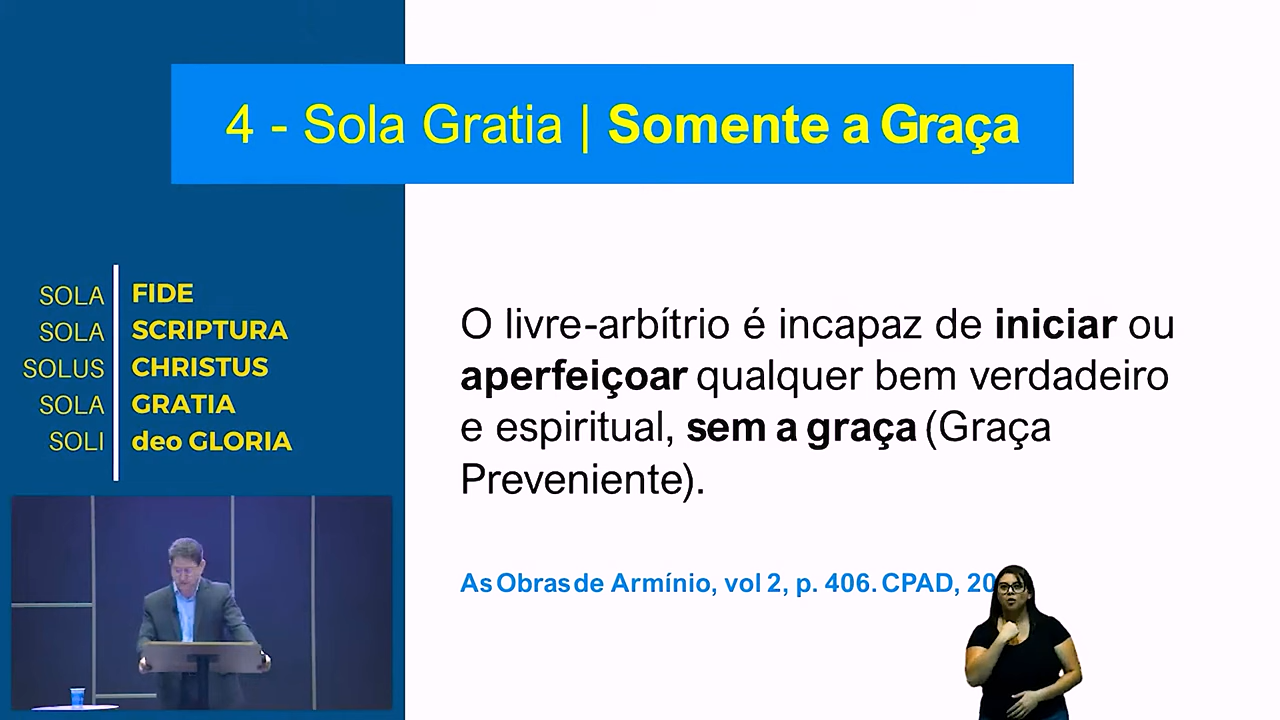 4 - Sola Gratia | Somente a Graça
SOLA FIDE
SOLA SCRIPTURA
SOLUS CHRISTUS
SOLA GRATIA
SOLI deo GLORIA
O livre-arbítrio é incapaz de iniciar ou
aperfeiçoar qualquer bem verdadeiro
e espiritual, sem a graça (Graça
Preveniente).
As Obras de Armínio, vol 2, p. 406. CPAD,